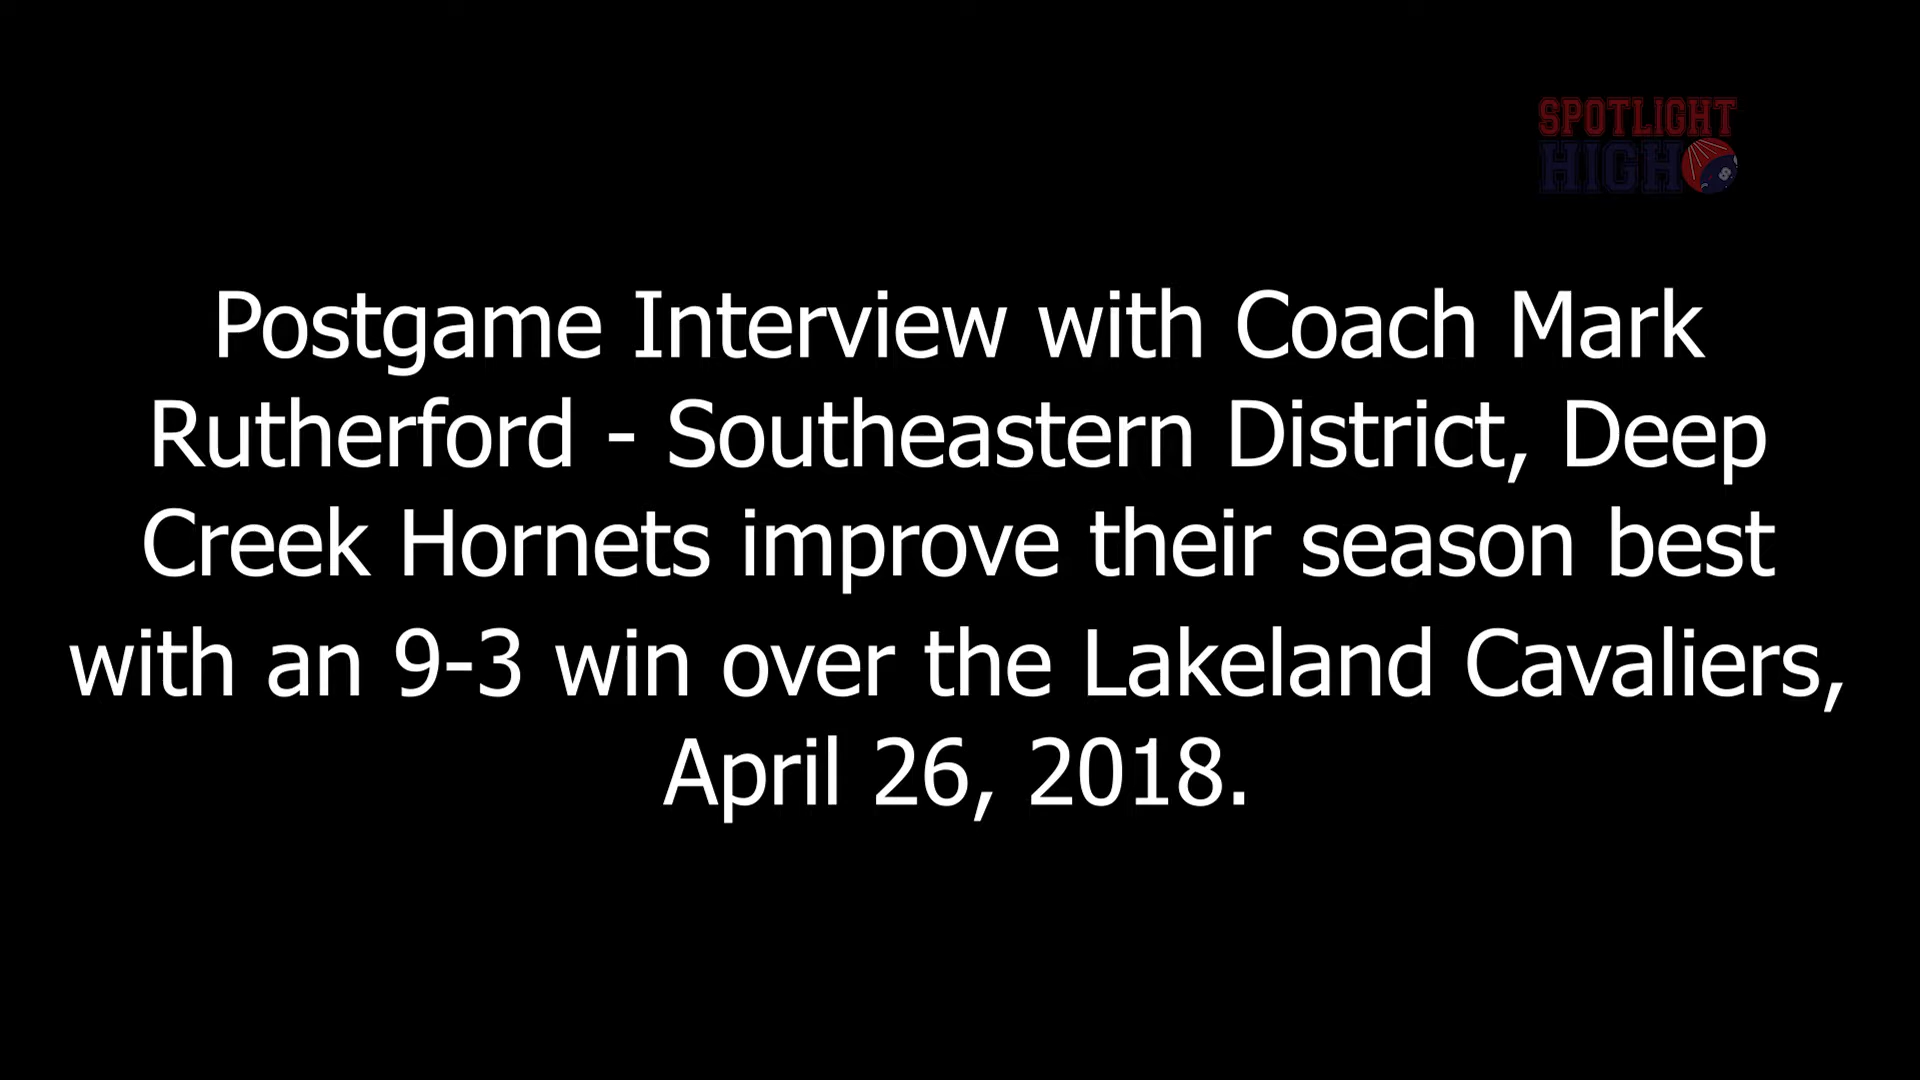 SPOTLIGHT
HIGH
Postgame Interview with Coach Mark
Rutherford - Southeastern District, Deep
Creek Hornets improve their season best
with an 9-3 win over the Lakeland Cavaliers,
April 26, 2018.